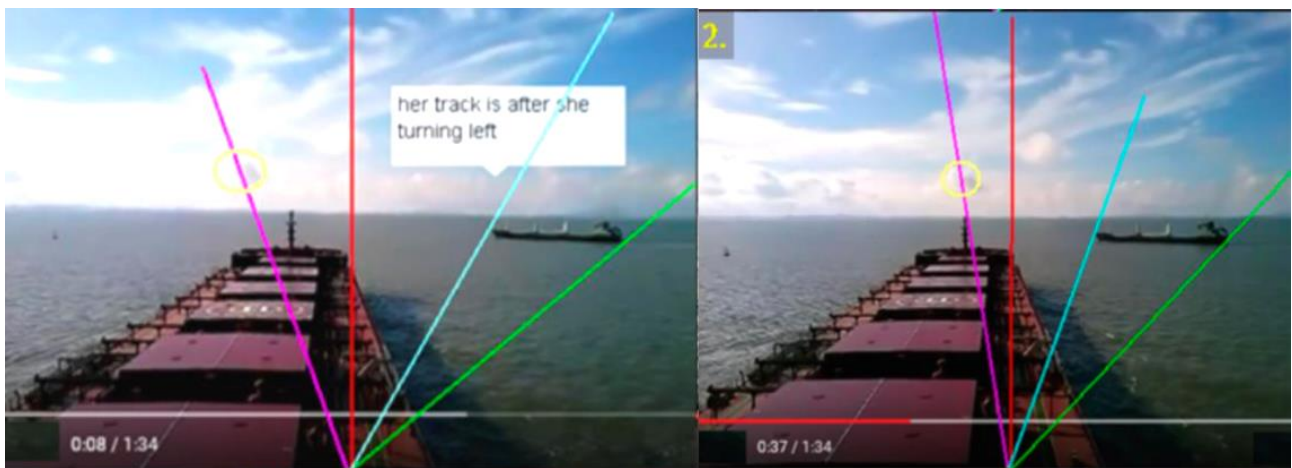 her track is after she
turning left
0:08 / 1:34
2.
0:37 / 1:34